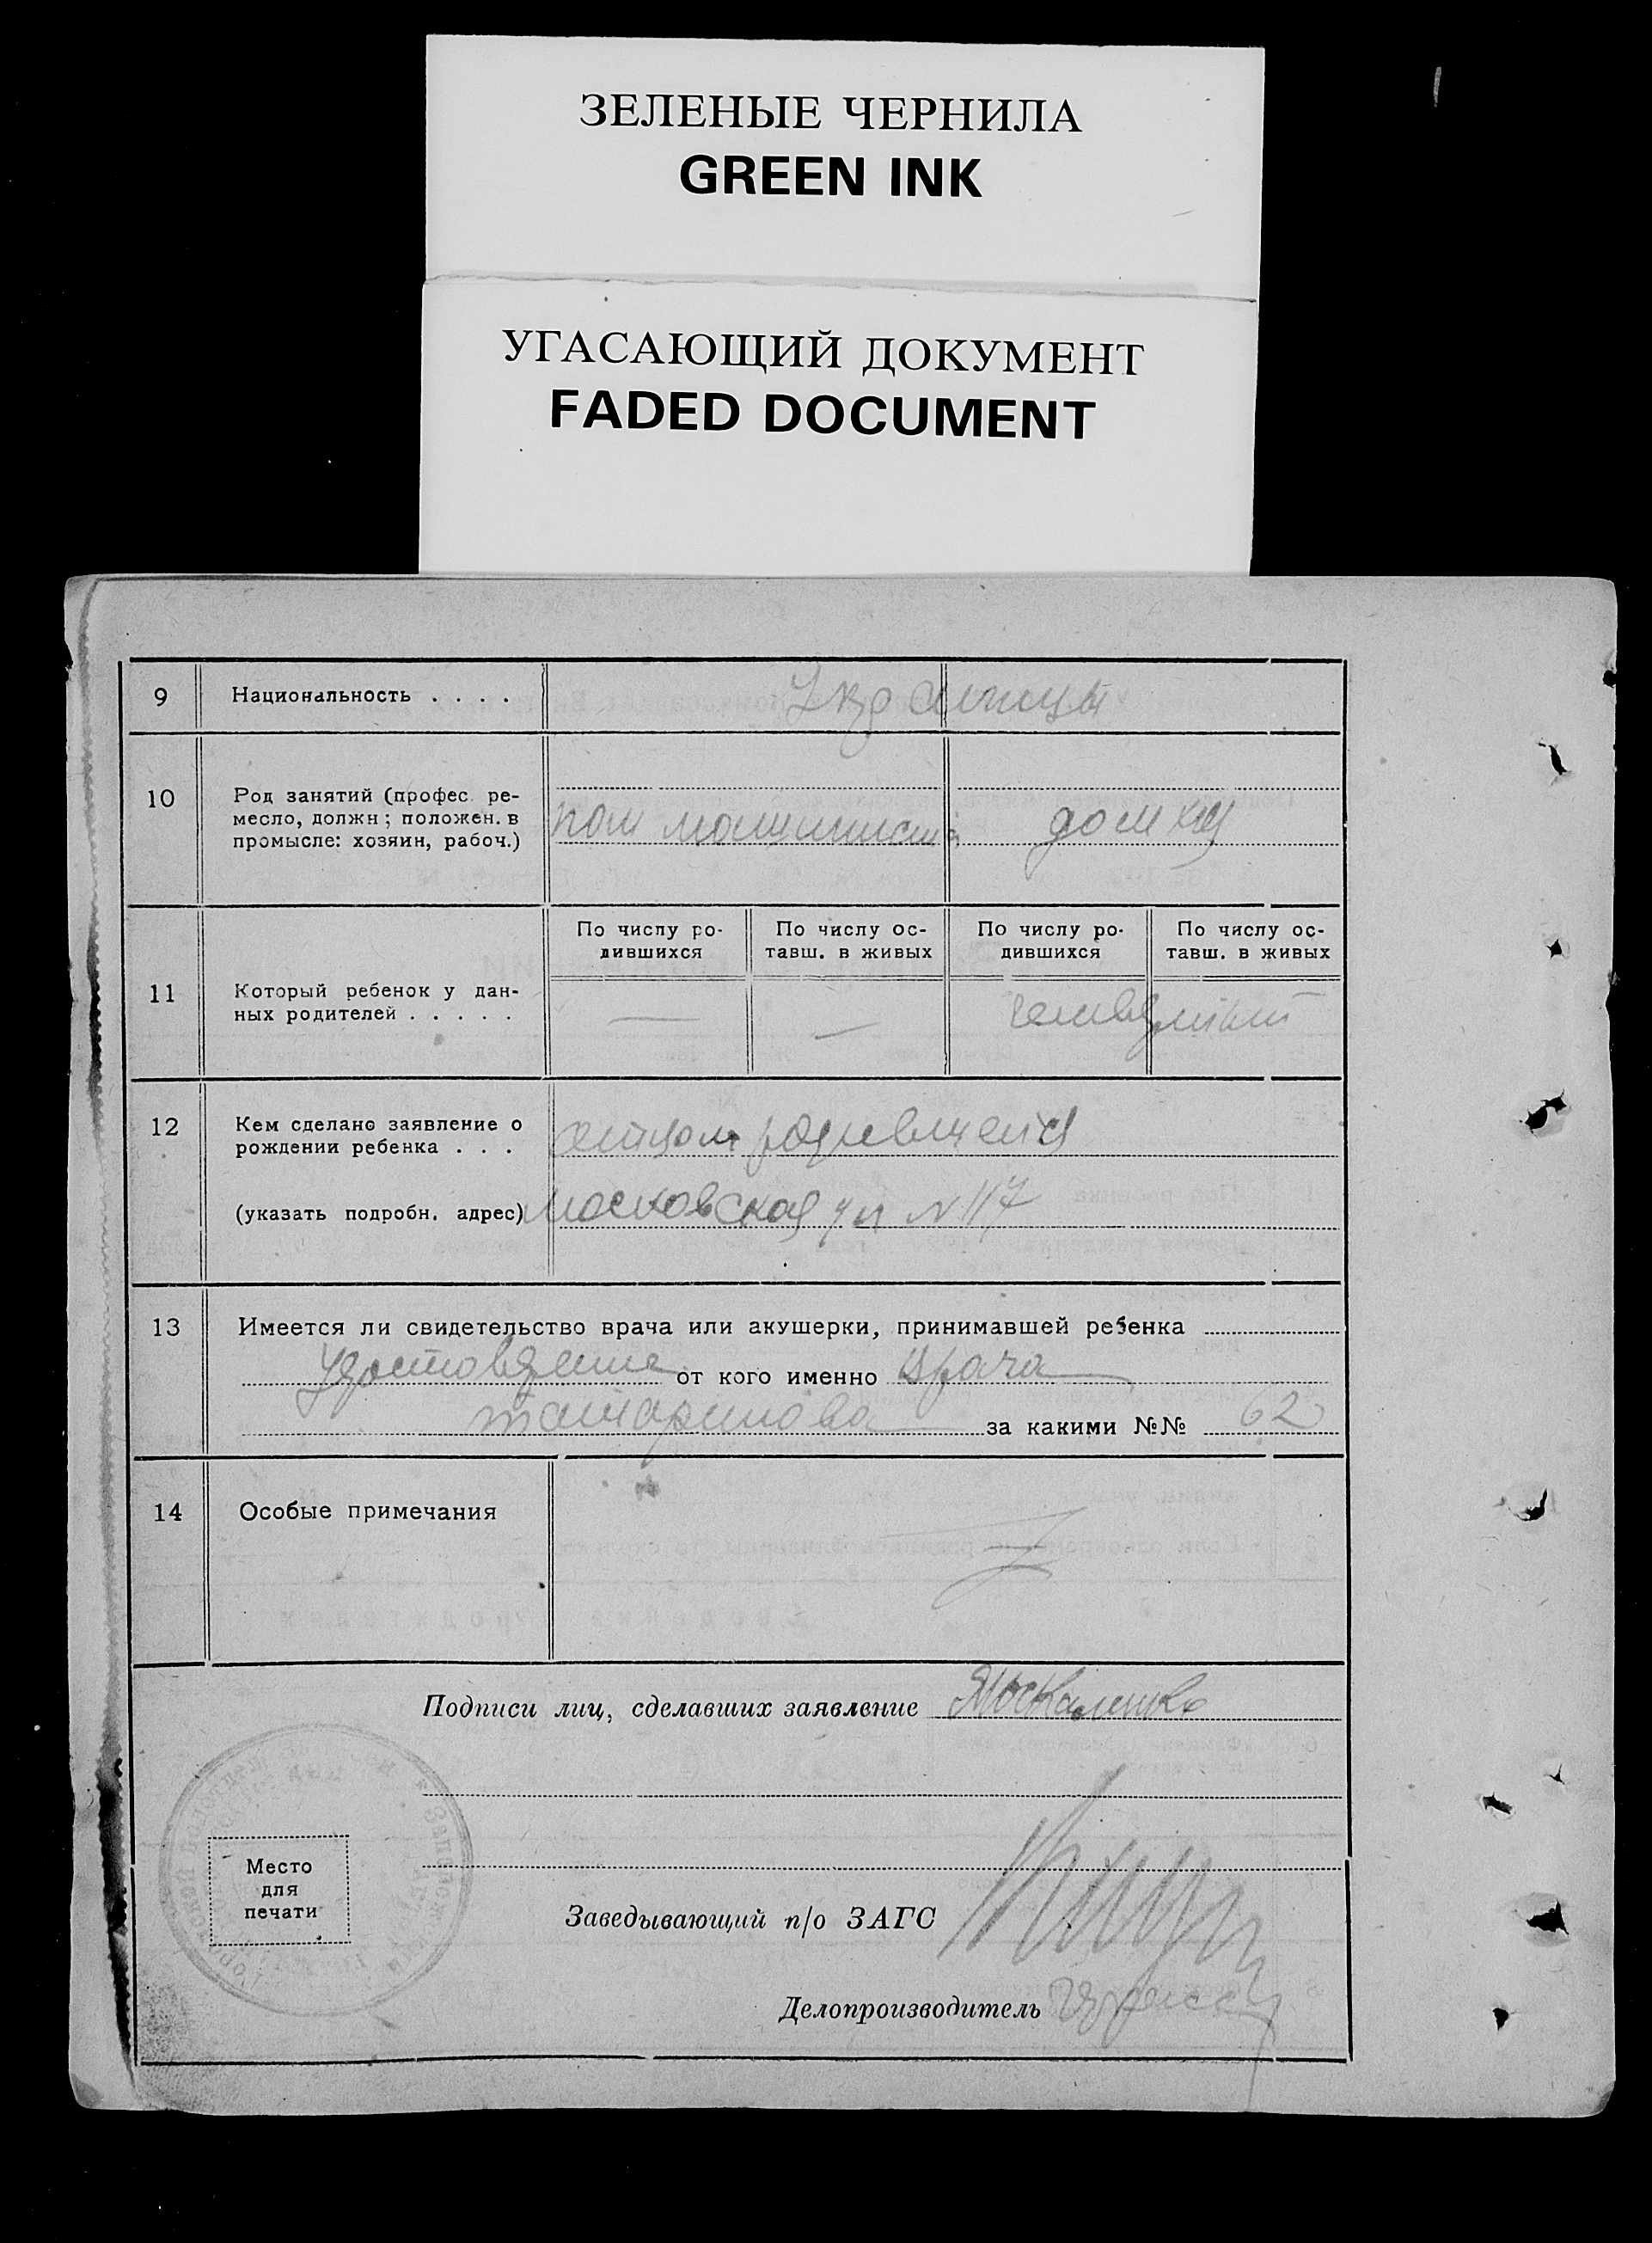 ЗЕЛЕНЫЕ ЧЕРНИЛА
GREEN INK
УГАСАЮЩИЙ ДОКУМЕНТ
FADED DOCUMENT
9 Национальность . . . . Украинцы
10 Род занятий (профес. ре-
месло, должн; положен. в
промысле: хозяин, рабоч.)
пом машиниста дом хоз
По числу ро-
дившихся
По числу ос-
тавш. в живых
По числу ро-
дившихся
По числу ос-
тавш. в живых
11 Который ребенок у дан-
ных родителей . . . . .
— —
12 Кем сделано заявление о
рождении ребенка . . .
отцом родившейся
(указать подробн. адрес) Московская ул № 117
13 Имеется ли свидетельство врача или акушерки, принимавшей ребенка
Удостоверение от кого именно врача
за какими №№ 62
14 Особые примечания
Подписи лиц, сделавших заявление Москаленко
Место
для
печати
Заведывающий п/о ЗАГС
Делопроизводитель